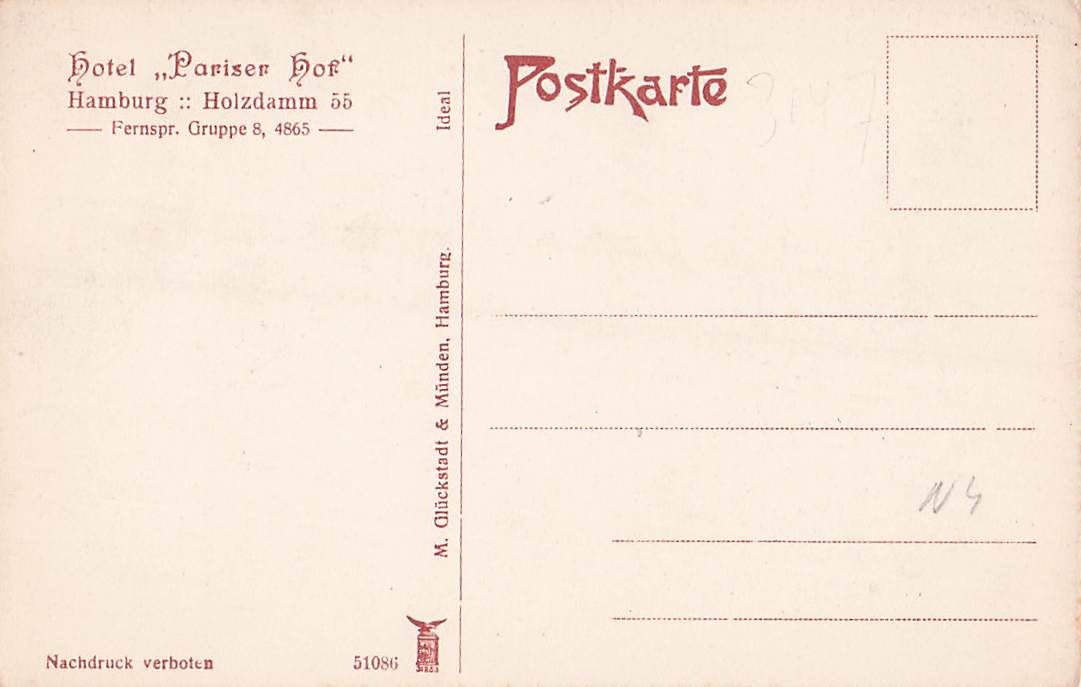 Hotel „Pariser Hof“
Hamburg :: Holzdamm 55
Fernspr. Gruppe 8, 4865
Ideal
M. Glückstadt & Münden, Hamburg.
Nachdruck verboten
51086
Postkarte